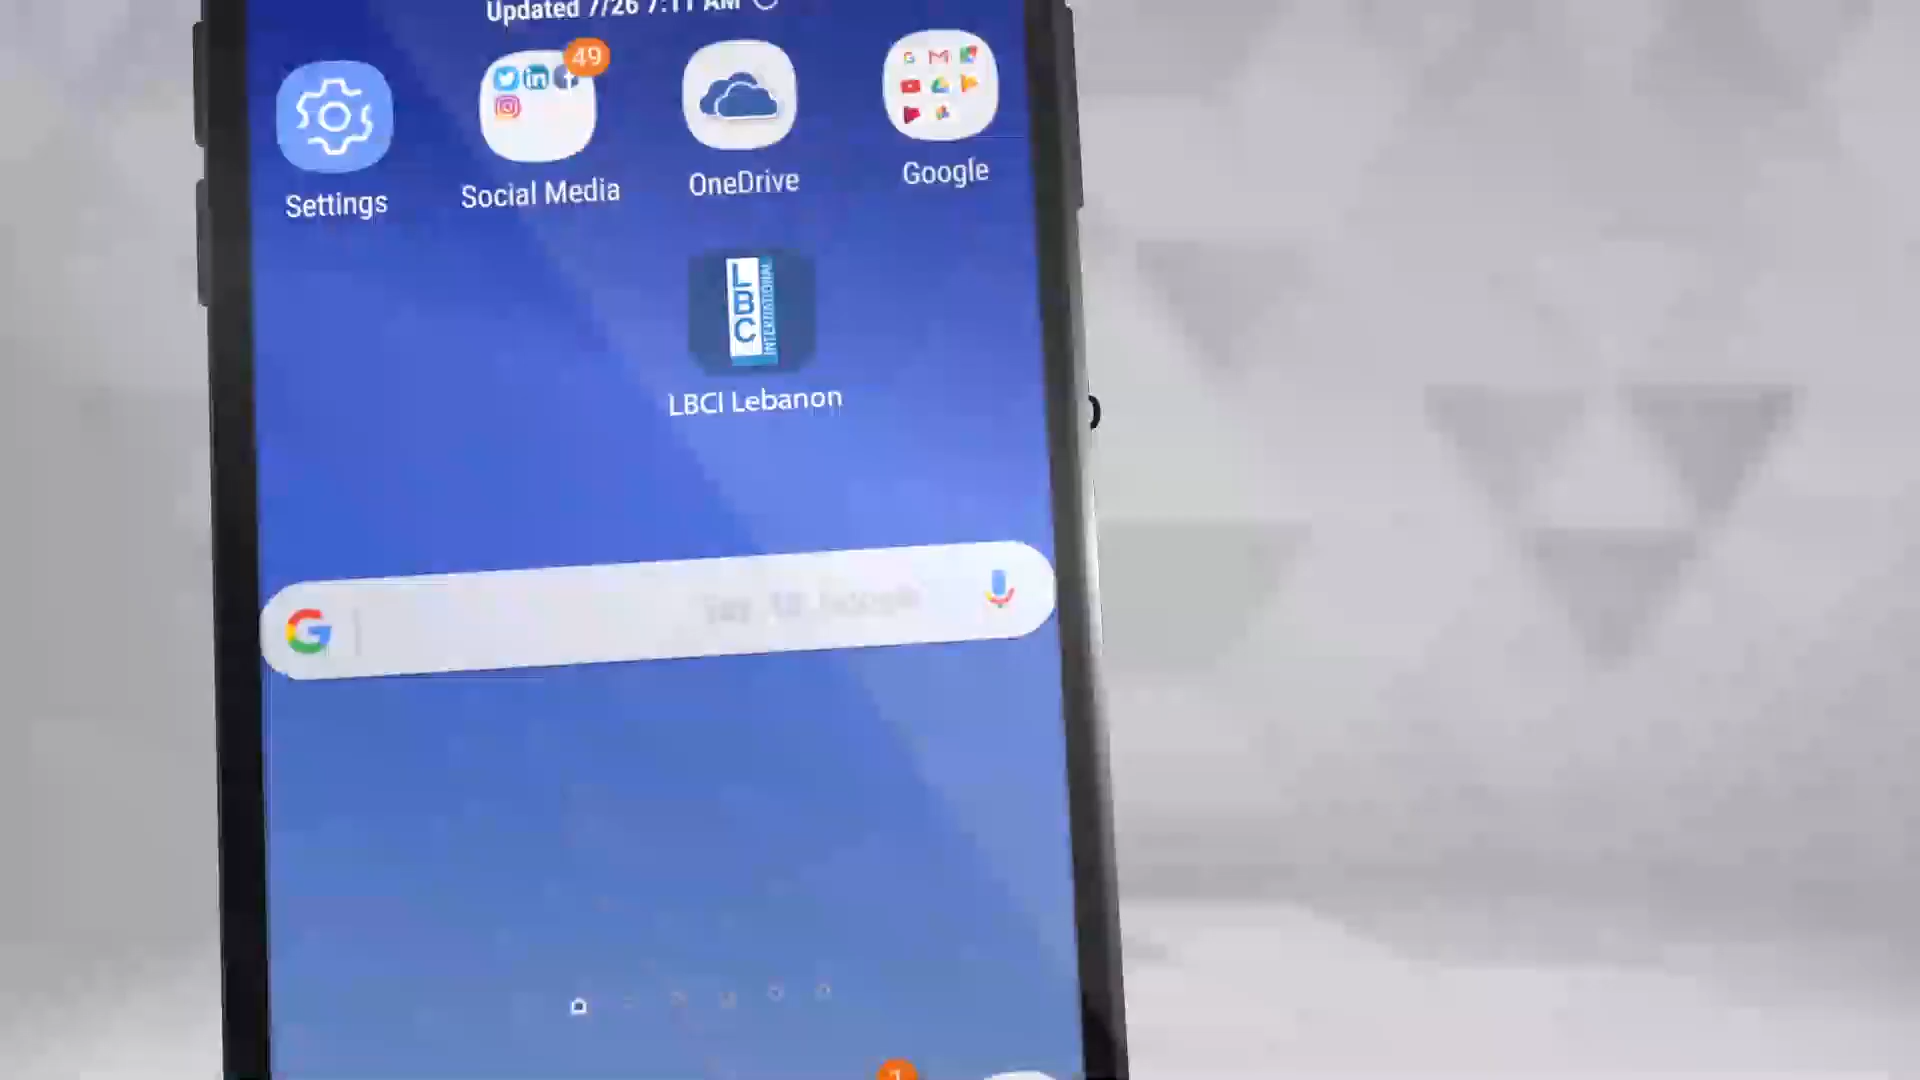 Updated 7/26 7:11 AM
49
Settings
Social Media
OneDrive
Google
LBC
INTERNATIONAL
LBCI Lebanon
G